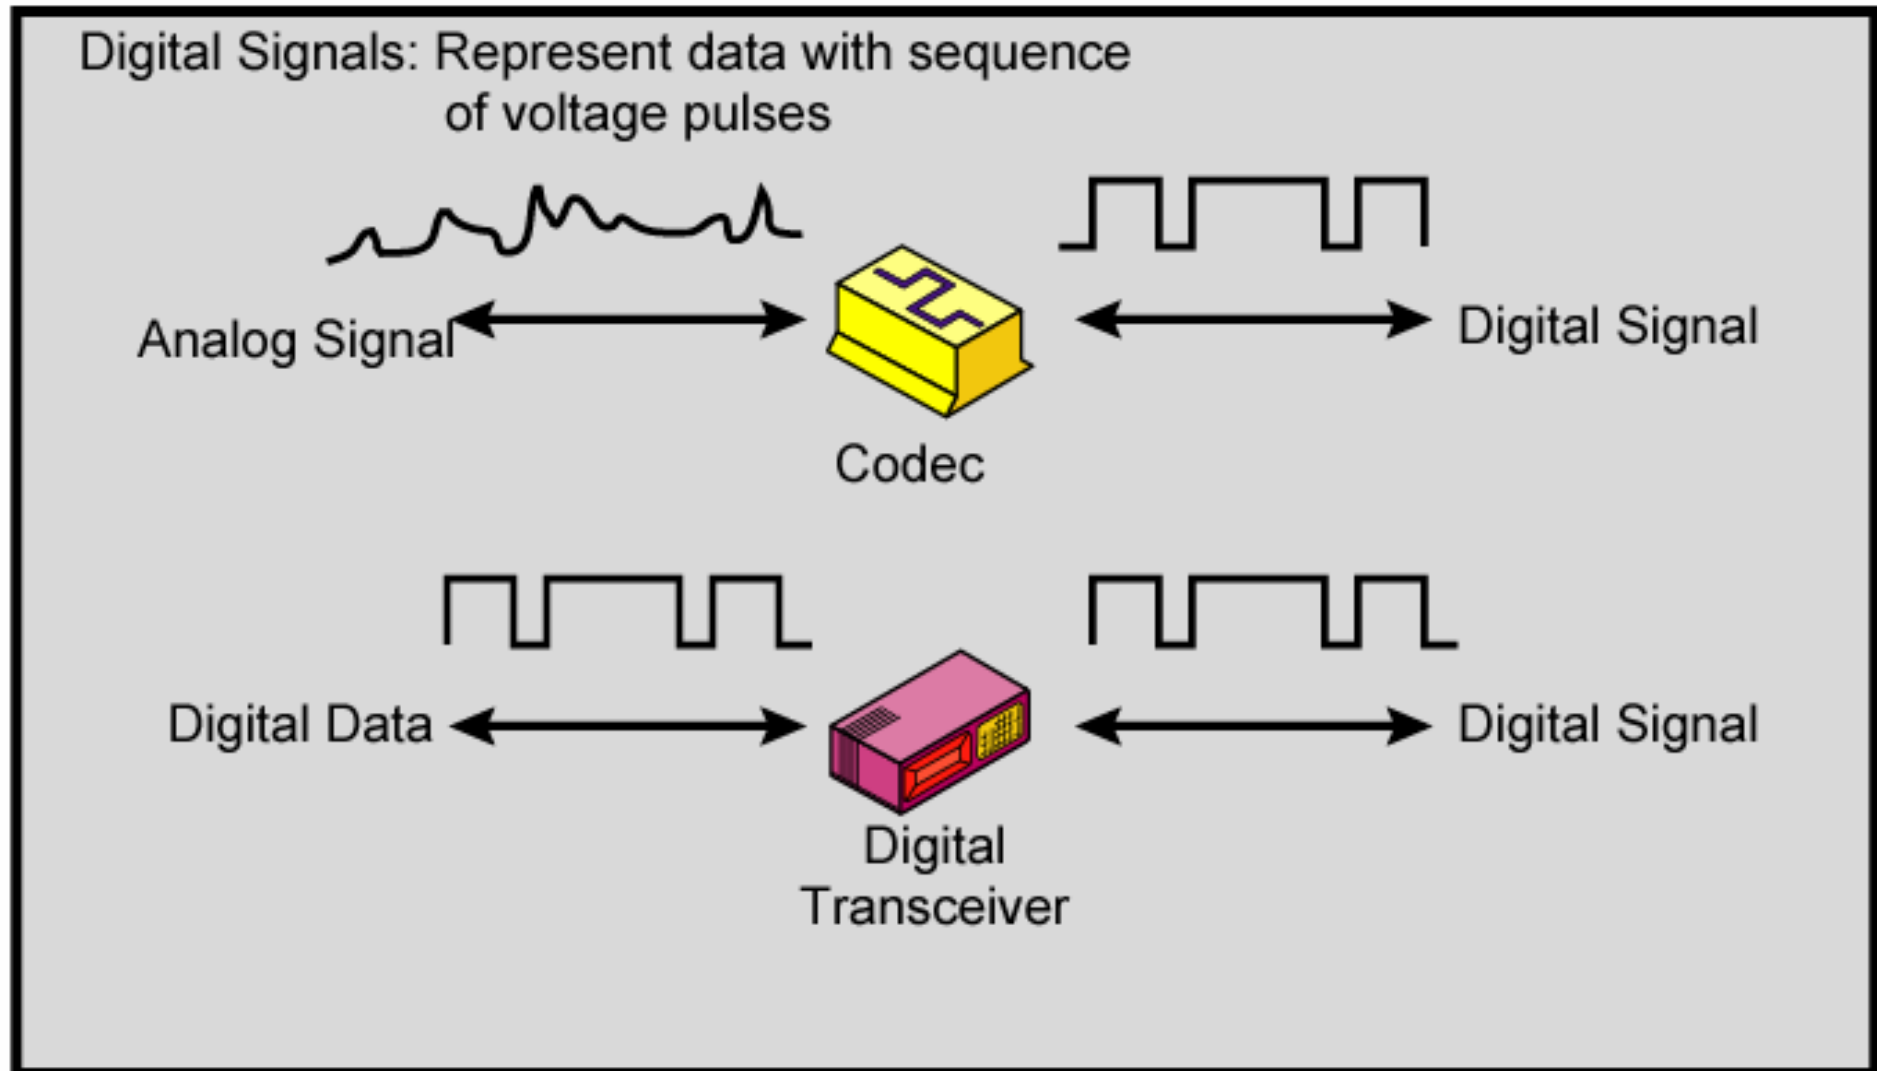 Digital Signals: Represent data with sequence
of voltage pulses
Analog Signal
Digital Signal
Codec
Digital Data
Digital Signal
Digital
Transceiver